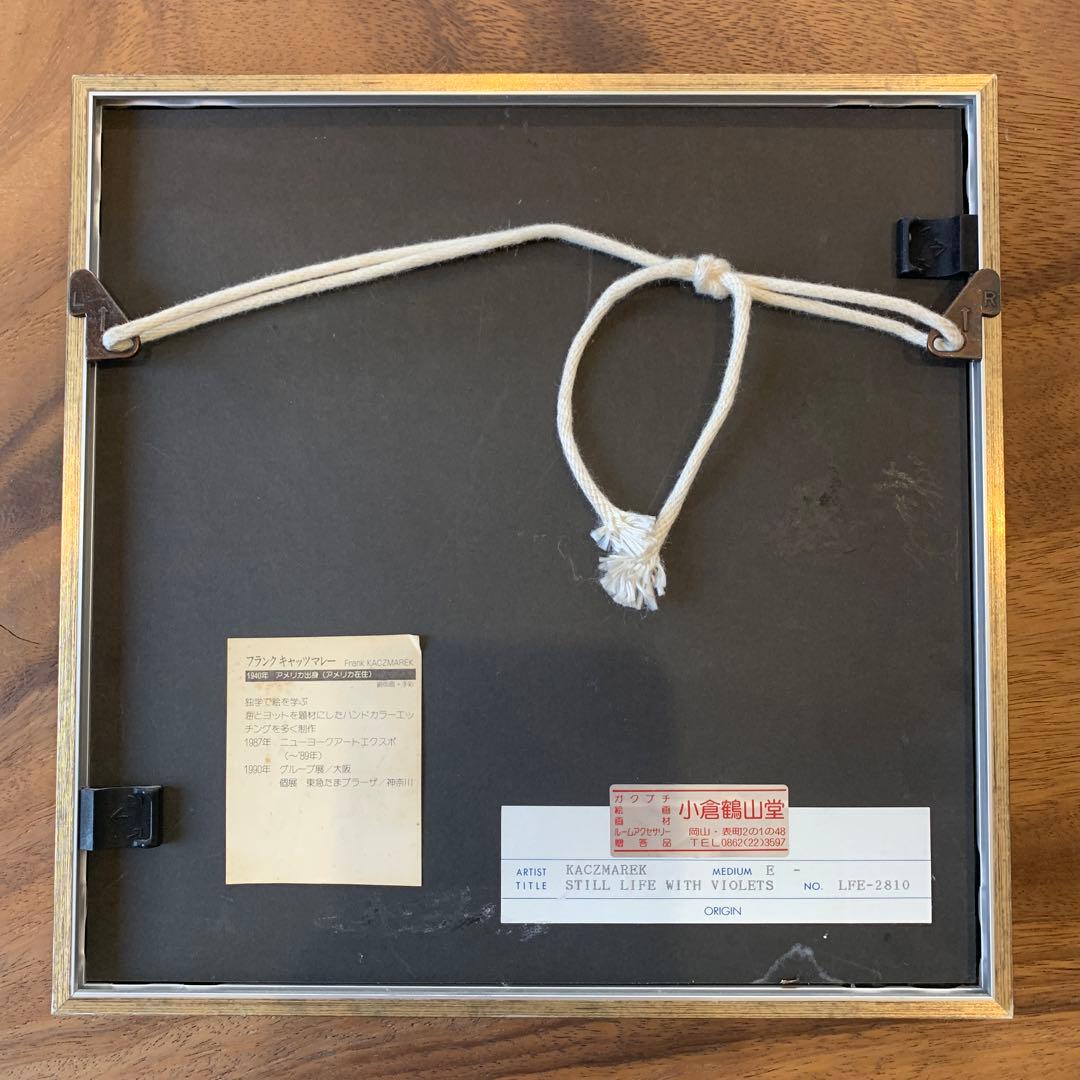 L
R
フランク キャッツマレー Frank KACZMAREK
1940年 アメリカ出身（アメリカ在住）
銅版画＋手彩
独学で絵を学ぶ
海とヨットを題材にしたハンドカラーエッ
チングを多く制作
1987年 ニューヨークアートエクスポ
（〜'89年）
1990年 グループ展／大阪
個展 東急たまプラーザ／神奈川
ガクブチ
絵画
画材
ルームアクセサリー
贈答品
小倉鶴山堂
岡山・表町2の1の48
TEL0862(22)3597
ARTIST KACZMAREK MEDIUM E -
TITLE STILL LIFE WITH VIOLETS NO. LFE-2810
ORIGIN